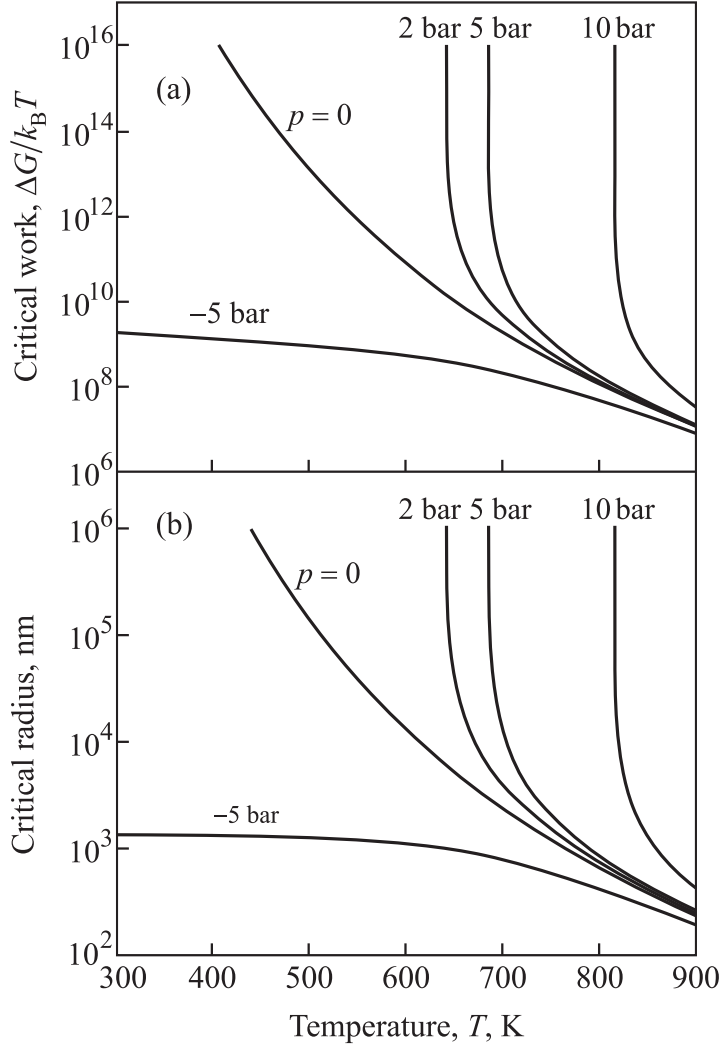 2 bar 5 bar 10 bar
10^16
(a)
p = 0
10^14
10^12
10^10
−5 bar
10^8
10^6
Critical work, ΔG/k_BT
2 bar 5 bar 10 bar
(b)
10^6
p = 0
10^5
10^4
−5 bar
10^3
10^2
Critical radius, nm
300 400 500 600 700 800 900
Temperature, T, K